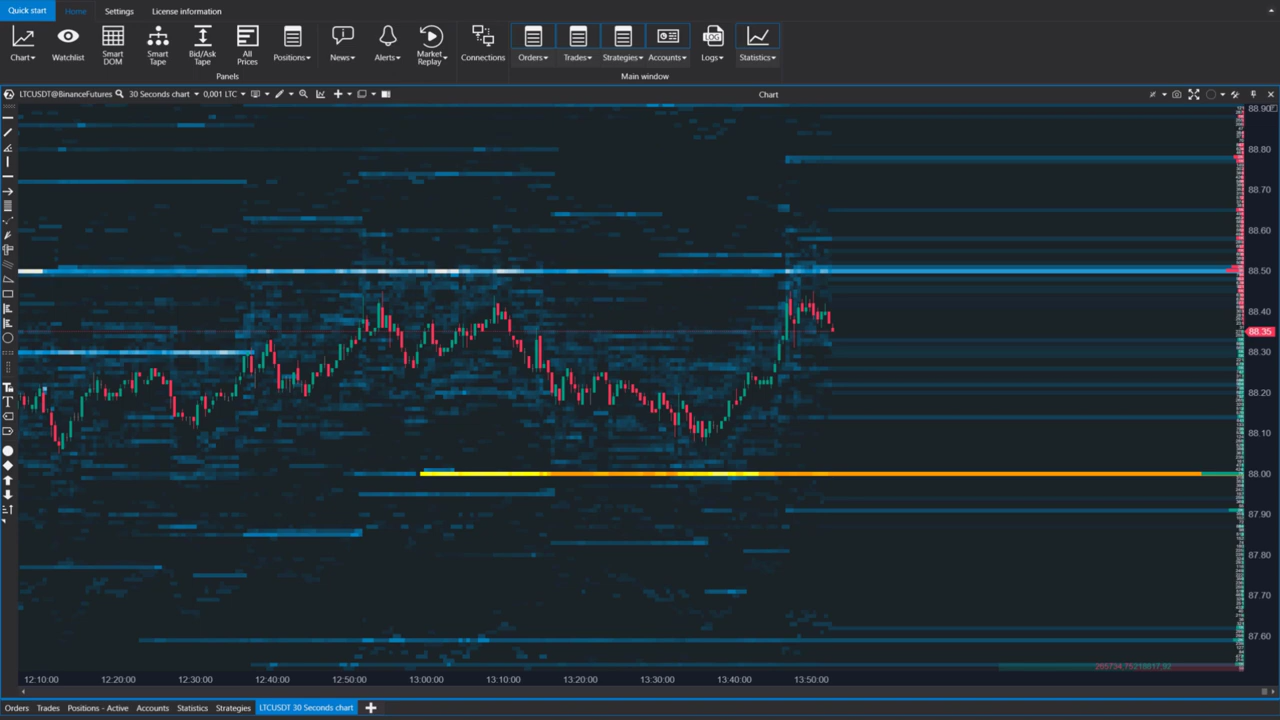 Quick start Home Settings License information
Chart Watchlist Smart DOM Smart Tape Bid/Ask Tape All Prices Positions News Alerts Market Replay Connections Orders Trades Strategies Accounts LOG Logs Statistics
Panels Main window
LTCUSDT@BinanceFutures 30 Seconds chart 0,001 LTC Chart
88.90
88.80
88.70
88.60
88.50
88.40
88.35
88.30
88.20
88.10
88.00
87.90
87.80
87.70
87.60
12:10:00 12:20:00 12:30:00 12:40:00 12:50:00 13:00:00 13:10:00 13:20:00 13:30:00 13:40:00 13:50:00
Orders Trades Positions - Active Accounts Statistics Strategies LTCUSDT 30 Seconds chart